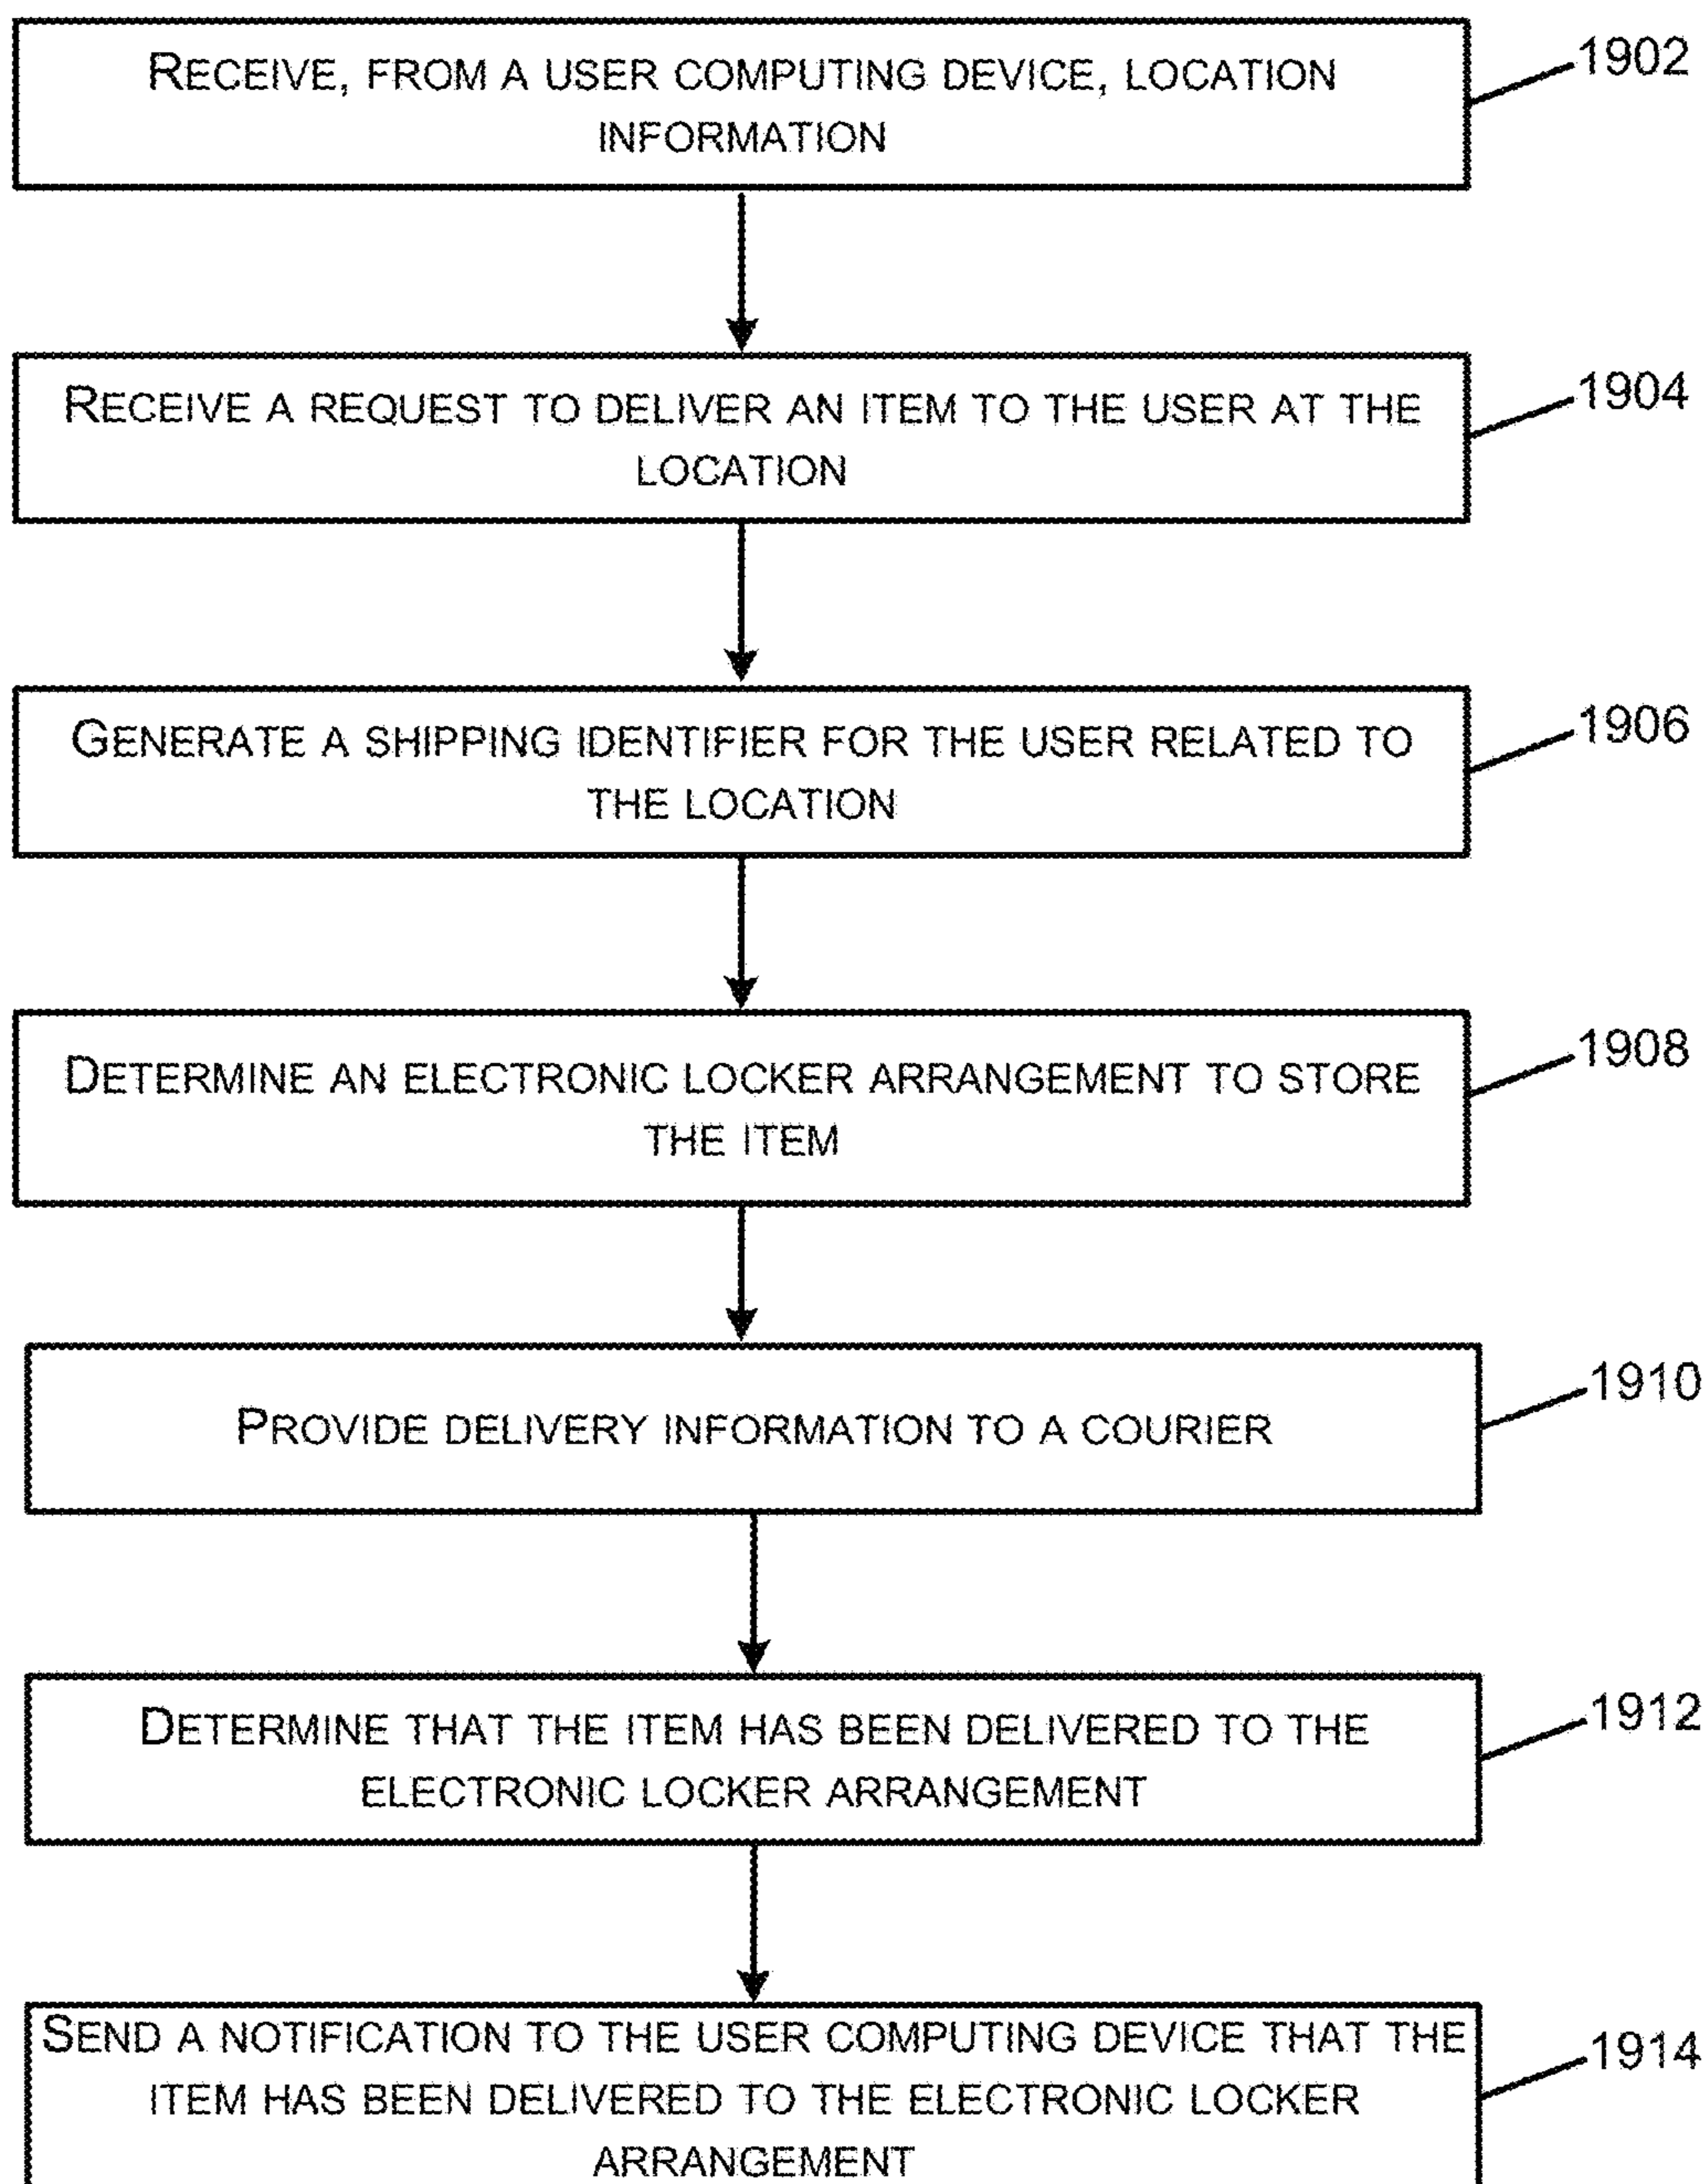 RECEIVE, FROM A USER COMPUTING DEVICE, LOCATION
INFORMATION
1902
RECEIVE A REQUEST TO DELIVER AN ITEM TO THE USER AT THE
LOCATION
1904
GENERATE A SHIPPING IDENTIFIER FOR THE USER RELATED TO
THE LOCATION
1906
DETERMINE AN ELECTRONIC LOCKER ARRANGEMENT TO STORE
THE ITEM
1908
PROVIDE DELIVERY INFORMATION TO A COURIER
1910
DETERMINE THAT THE ITEM HAS BEEN DELIVERED TO THE
ELECTRONIC LOCKER ARRANGEMENT
1912
SEND A NOTIFICATION TO THE USER COMPUTING DEVICE THAT THE
ITEM HAS BEEN DELIVERED TO THE ELECTRONIC LOCKER
ARRANGEMENT
1914